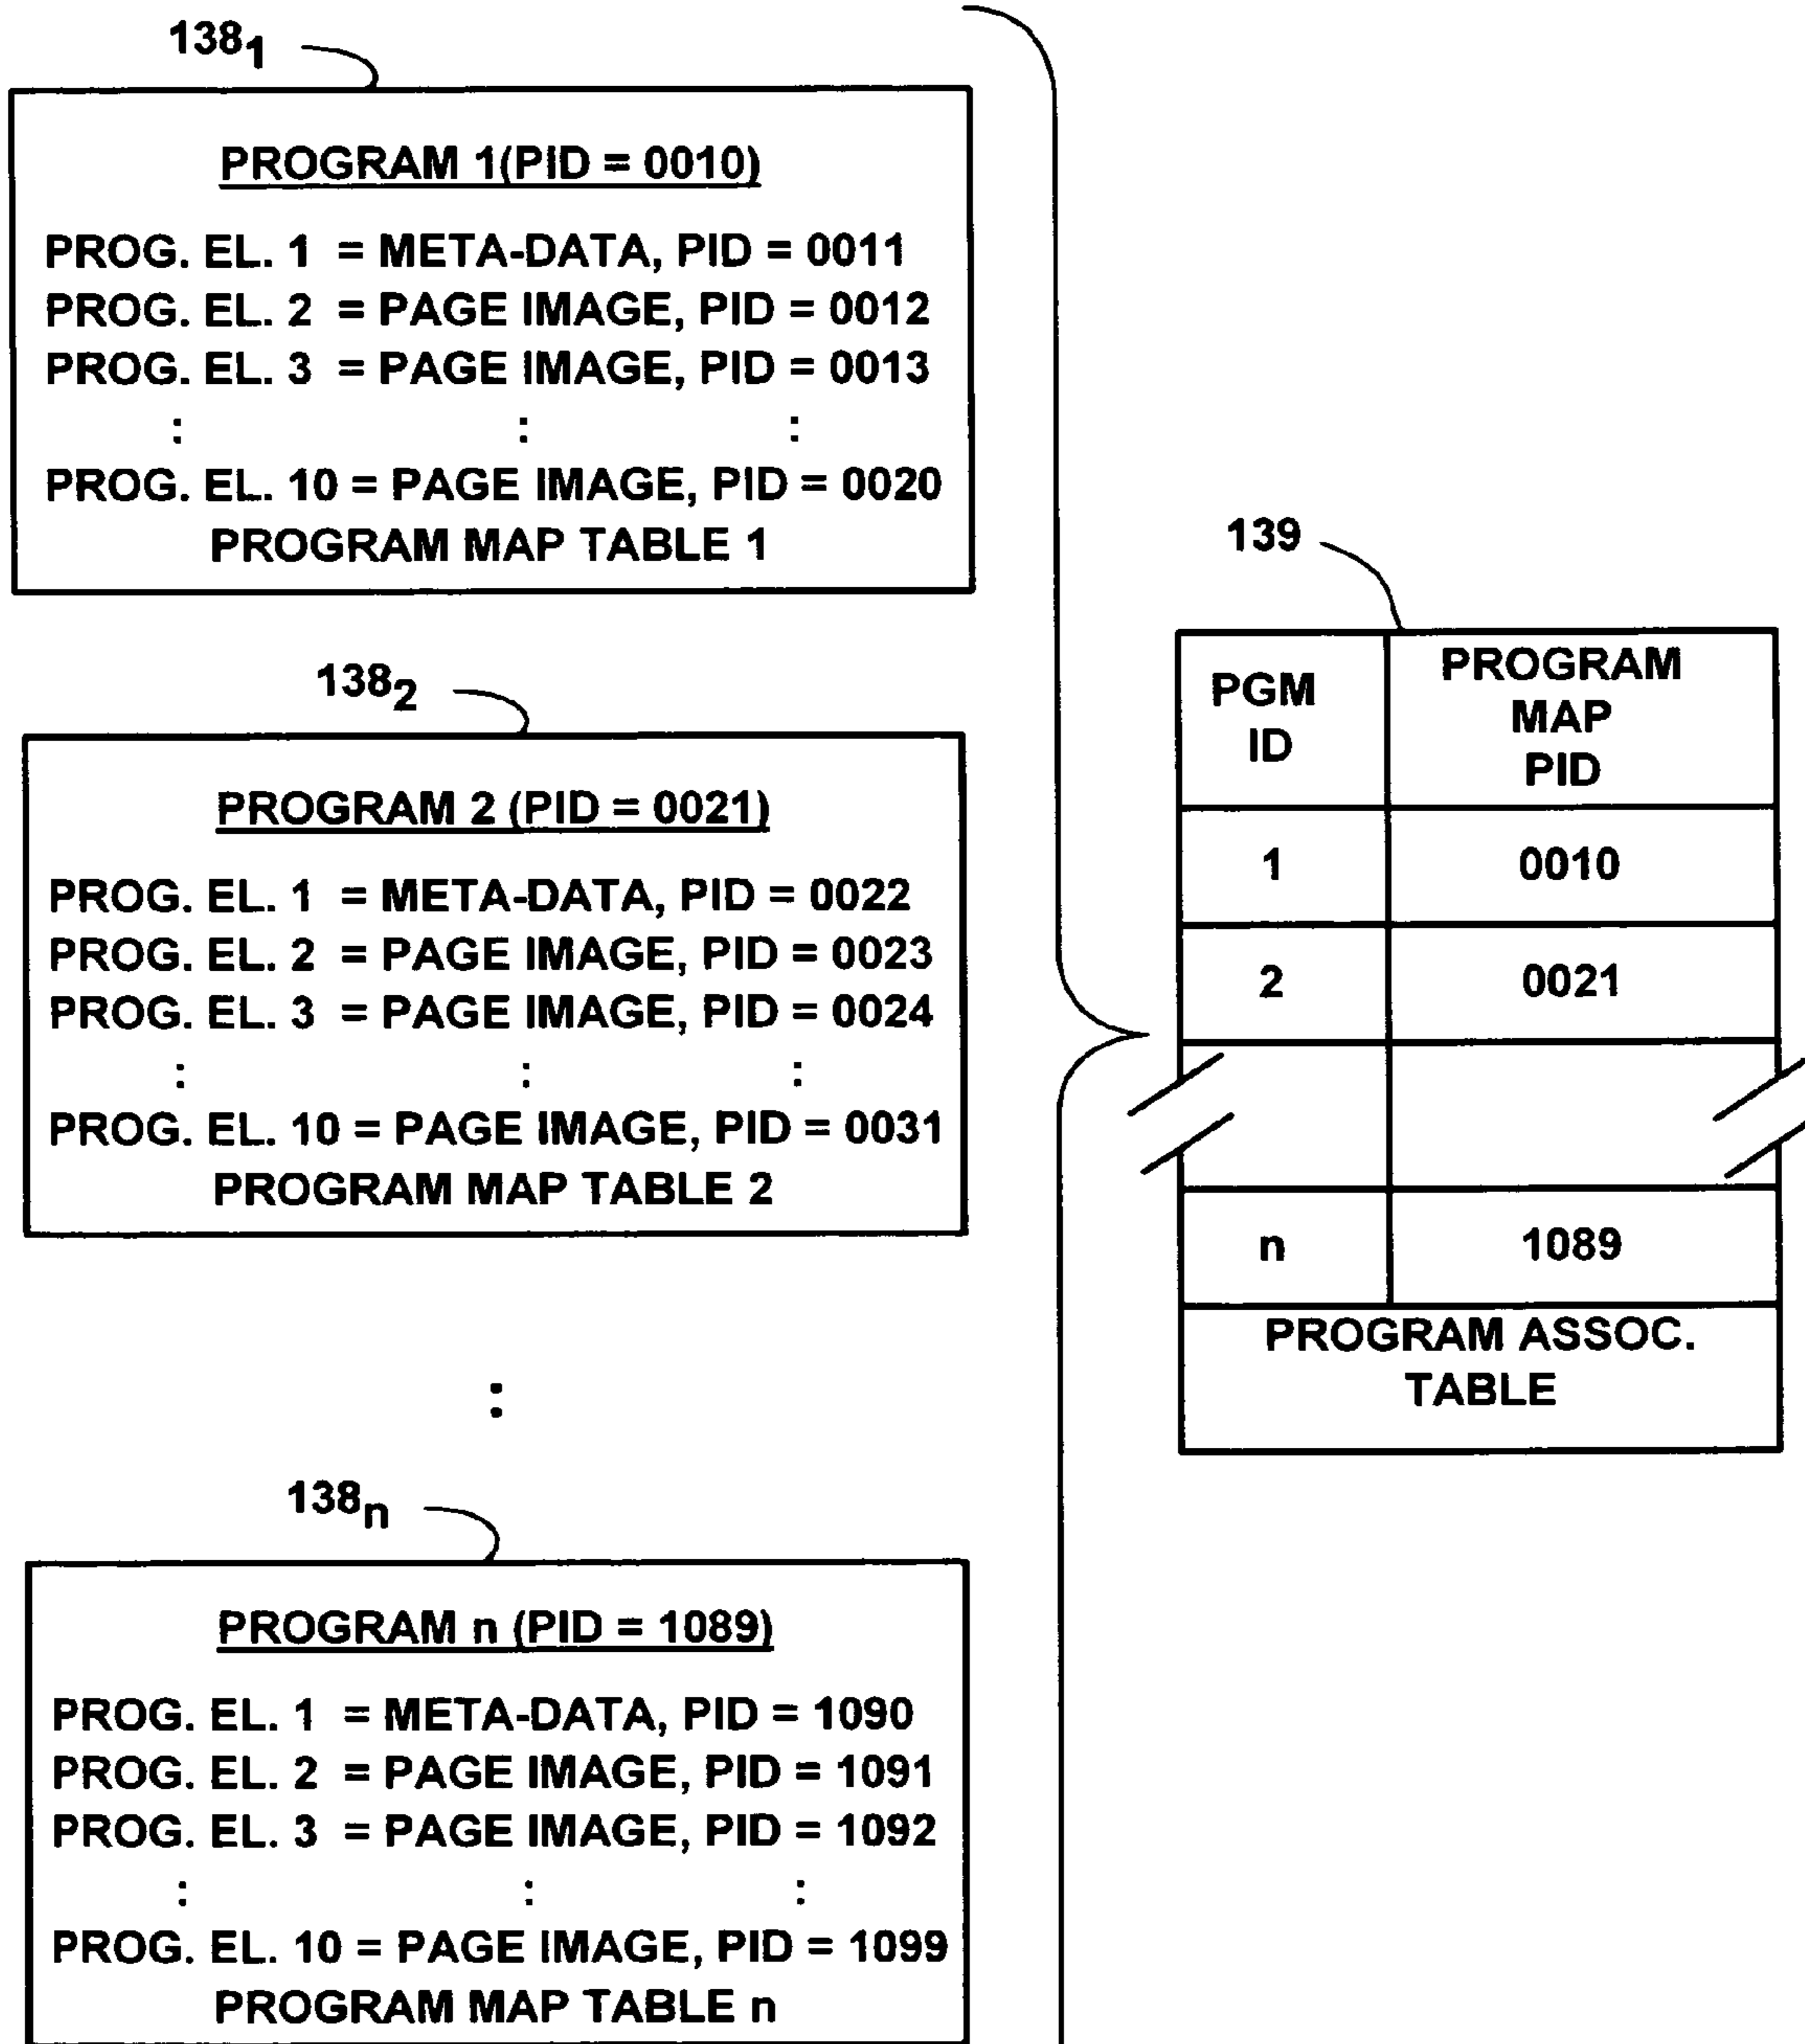 138₁
PROGRAM 1(PID = 0010)
PROG. EL. 1 = META-DATA, PID = 0011
PROG. EL. 2 = PAGE IMAGE, PID = 0012
PROG. EL. 3 = PAGE IMAGE, PID = 0013
: : :
PROG. EL. 10 = PAGE IMAGE, PID = 0020
PROGRAM MAP TABLE 1
138₂
PROGRAM 2 (PID = 0021)
PROG. EL. 1 = META-DATA, PID = 0022
PROG. EL. 2 = PAGE IMAGE, PID = 0023
PROG. EL. 3 = PAGE IMAGE, PID = 0024
: : :
PROG. EL. 10 = PAGE IMAGE, PID = 0031
PROGRAM MAP TABLE 2
:
138ₙ
PROGRAM n (PID = 1089)
PROG. EL. 1 = META-DATA, PID = 1090
PROG. EL. 2 = PAGE IMAGE, PID = 1091
PROG. EL. 3 = PAGE IMAGE, PID = 1092
: : :
PROG. EL. 10 = PAGE IMAGE, PID = 1099
PROGRAM MAP TABLE n
139
PGM
ID
PROGRAM
MAP
PID
1 0010
2 0021
n 1089
PROGRAM ASSOC.
TABLE